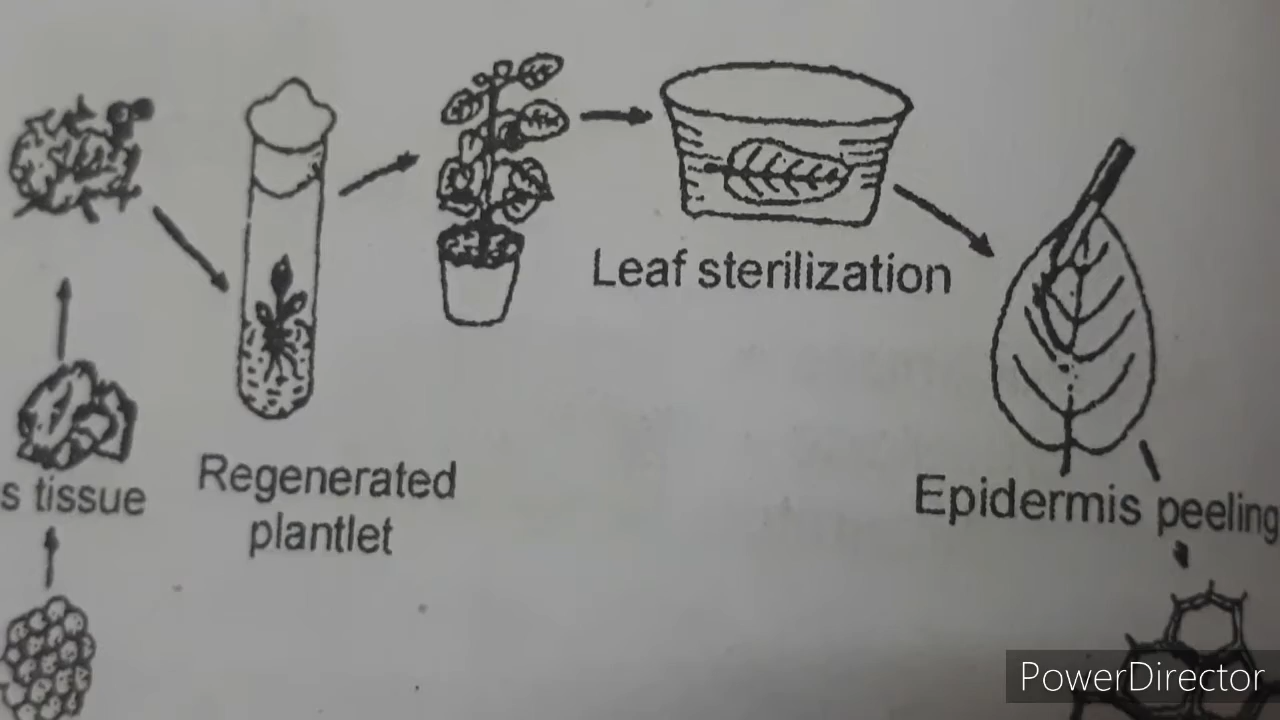 Leaf sterilization
s tissue
Regenerated
plantlet
Epidermis peeling
PowerDirector